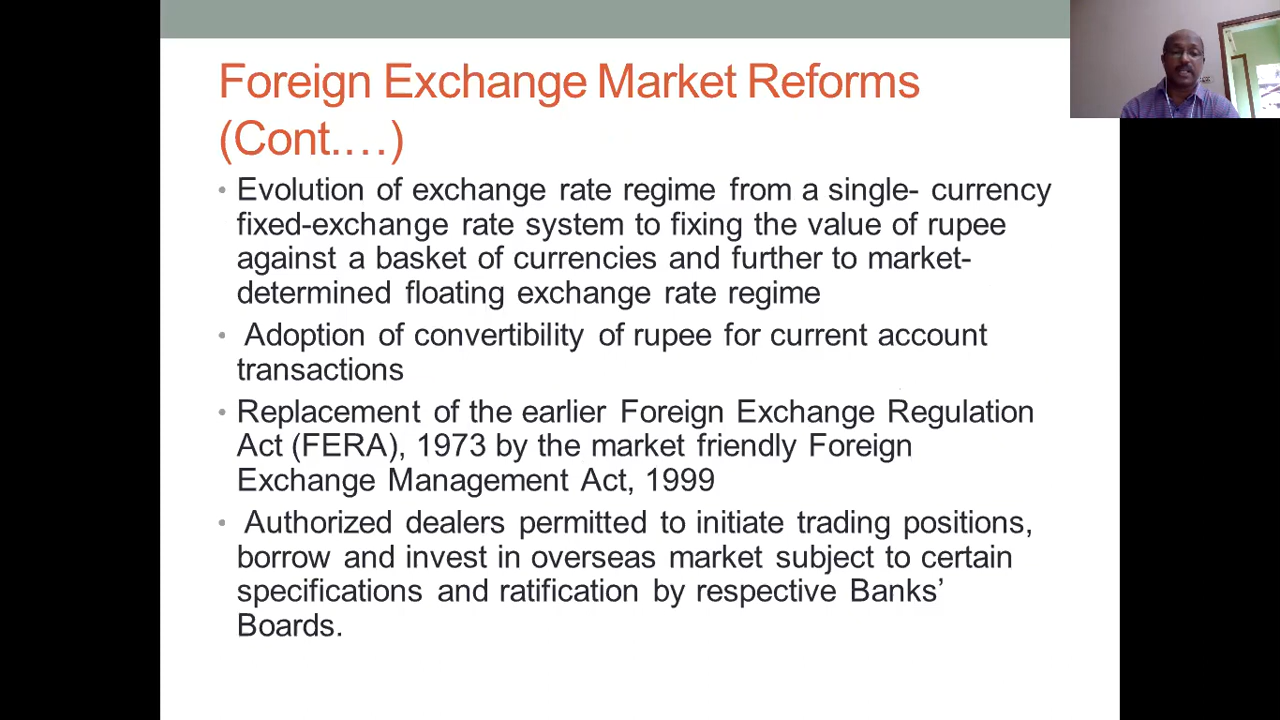 Foreign Exchange Market Reforms
(Cont.…)
• Evolution of exchange rate regime from a single- currency
fixed-exchange rate system to fixing the value of rupee
against a basket of currencies and further to market-
determined floating exchange rate regime
• Adoption of convertibility of rupee for current account
transactions
• Replacement of the earlier Foreign Exchange Regulation
Act (FERA), 1973 by the market friendly Foreign
Exchange Management Act, 1999
• Authorized dealers permitted to initiate trading positions,
borrow and invest in overseas market subject to certain
specifications and ratification by respective Banks’
Boards.